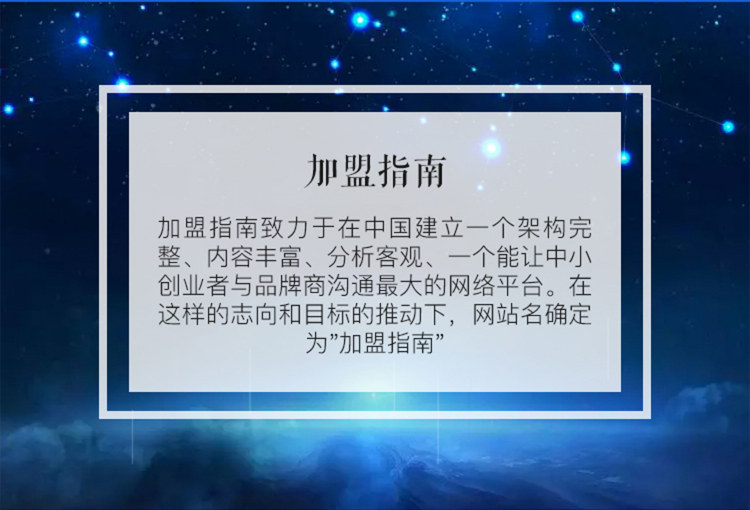 加盟指南
加盟指南致力于在中国建立一个架构完
整、内容丰富、分析客观、一个能让中小
创业者与品牌商沟通最大的网络平台。在
这样的志向和目标的推动下，网站名确定
为”加盟指南”